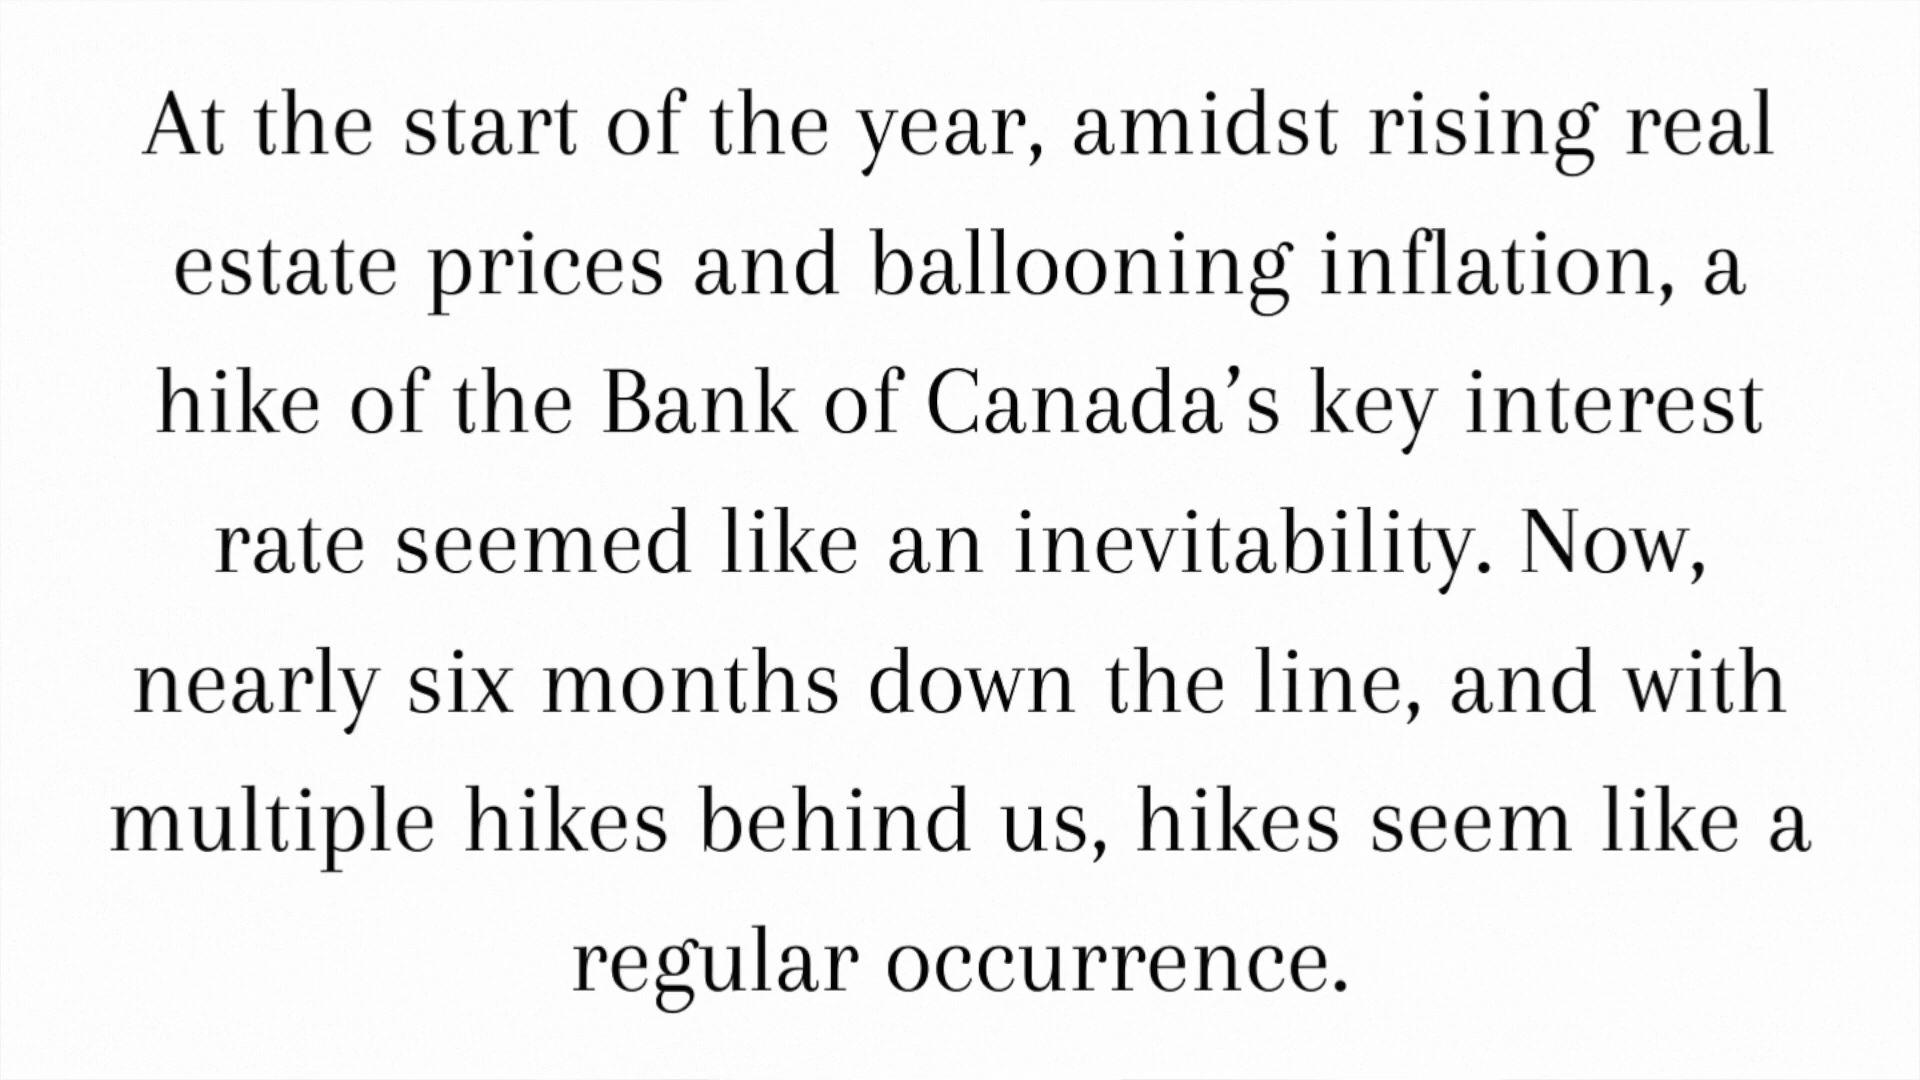 At the start of the year, amidst rising real
estate prices and ballooning inflation, a
hike of the Bank of Canada’s key interest
rate seemed like an inevitability. Now,
nearly six months down the line, and with
multiple hikes behind us, hikes seem like a
regular occurrence.